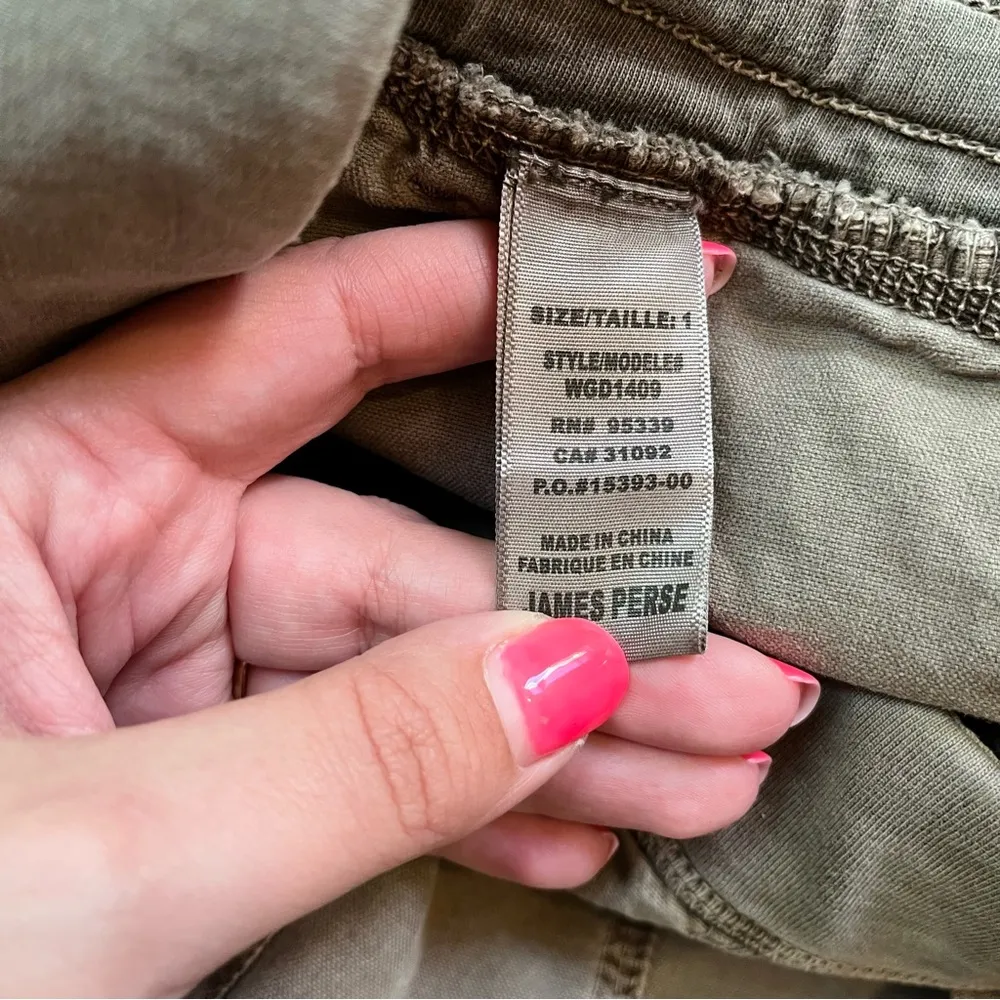 SIZE/TAILLE: 1
STYLE/MODELE#
WGD1409
RN# 95339
CA# 31092
P.O.#15393-00
MADE IN CHINA
FABRIQUE EN CHINE
JAMES PERSE